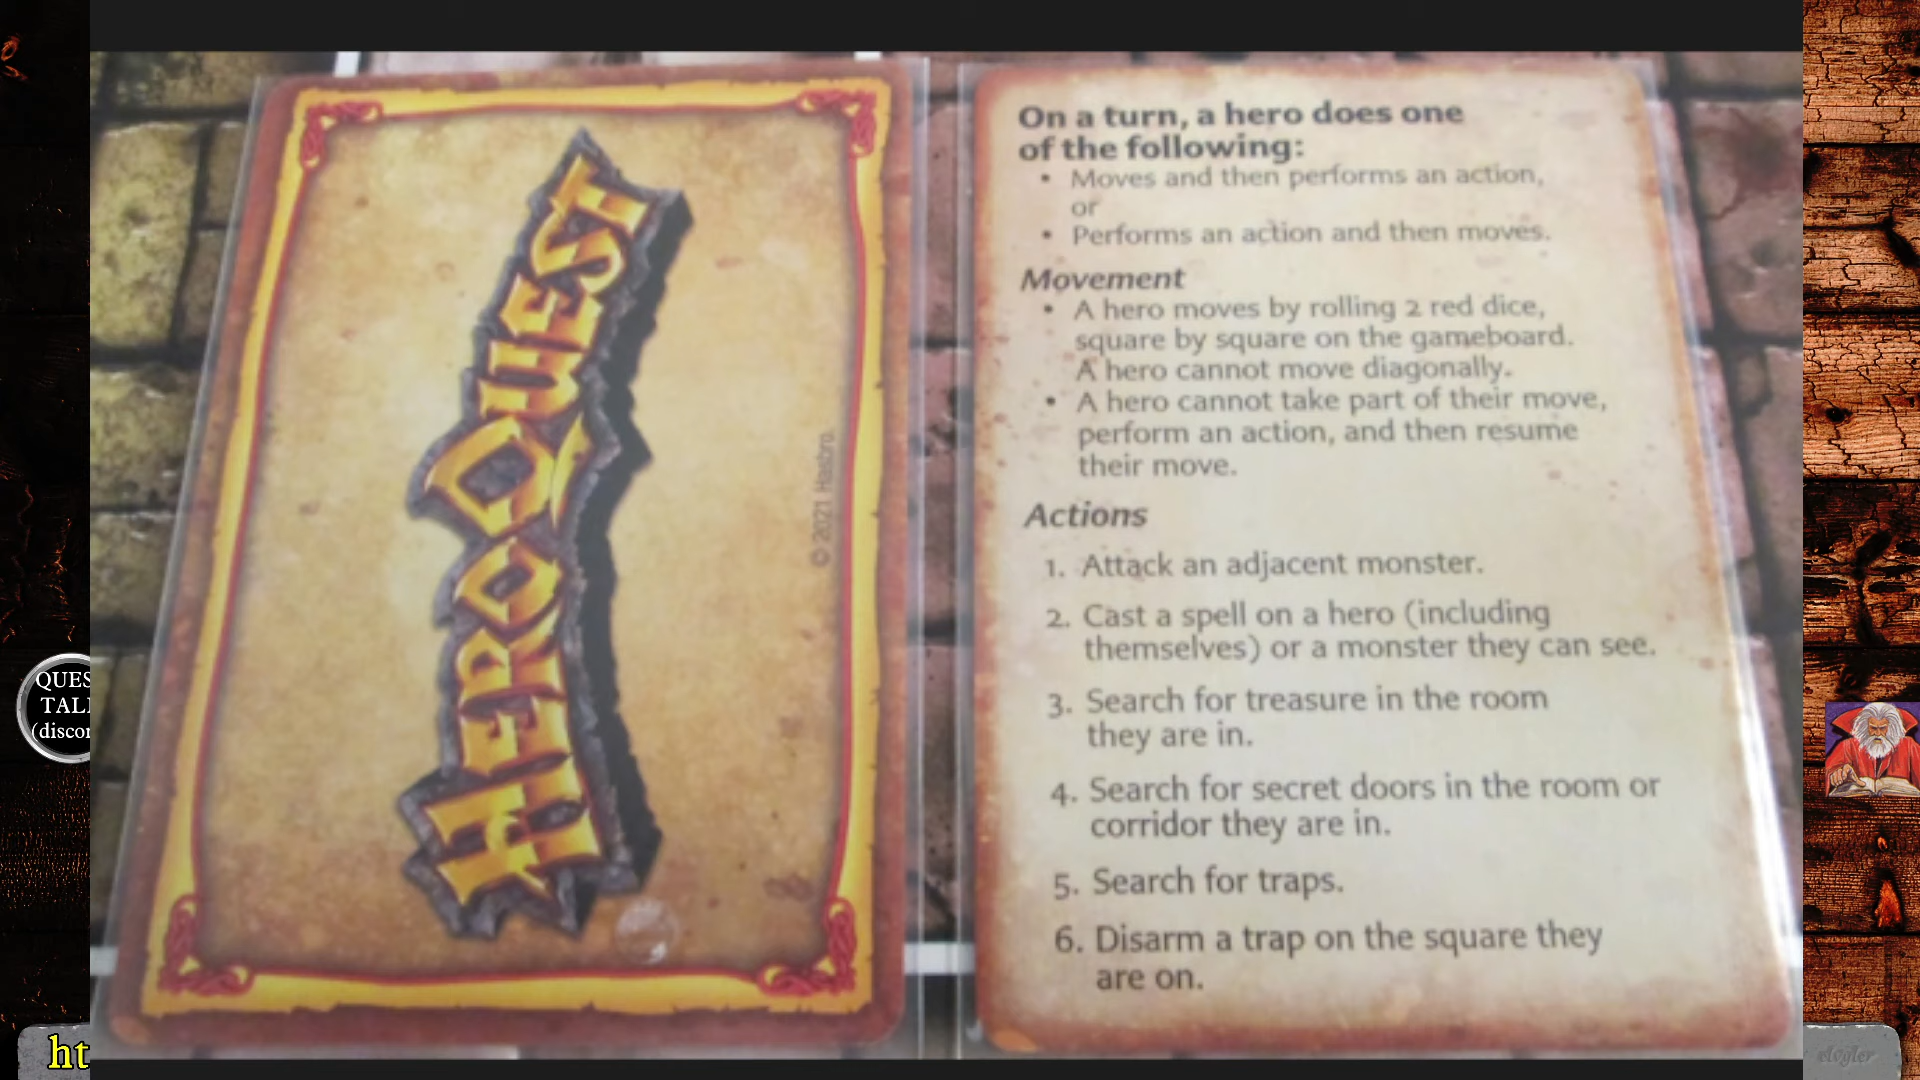 HEROQUEST
© 2021 Hasbro.
On a turn, a hero does one
of the following:
• Moves and then performs an action,
or
• Performs an action and then moves.
Movement
• A hero moves by rolling 2 red dice,
square by square on the gameboard.
A hero cannot move diagonally.
• A hero cannot take part of their move,
perform an action, and then resume
their move.
Actions
1. Attack an adjacent monster.
2. Cast a spell on a hero (including
themselves) or a monster they can see.
3. Search for treasure in the room
they are in.
4. Search for secret doors in the room or
corridor they are in.
5. Search for traps.
6. Disarm a trap on the square they
are on.
QUES
TAL
(discor
ht